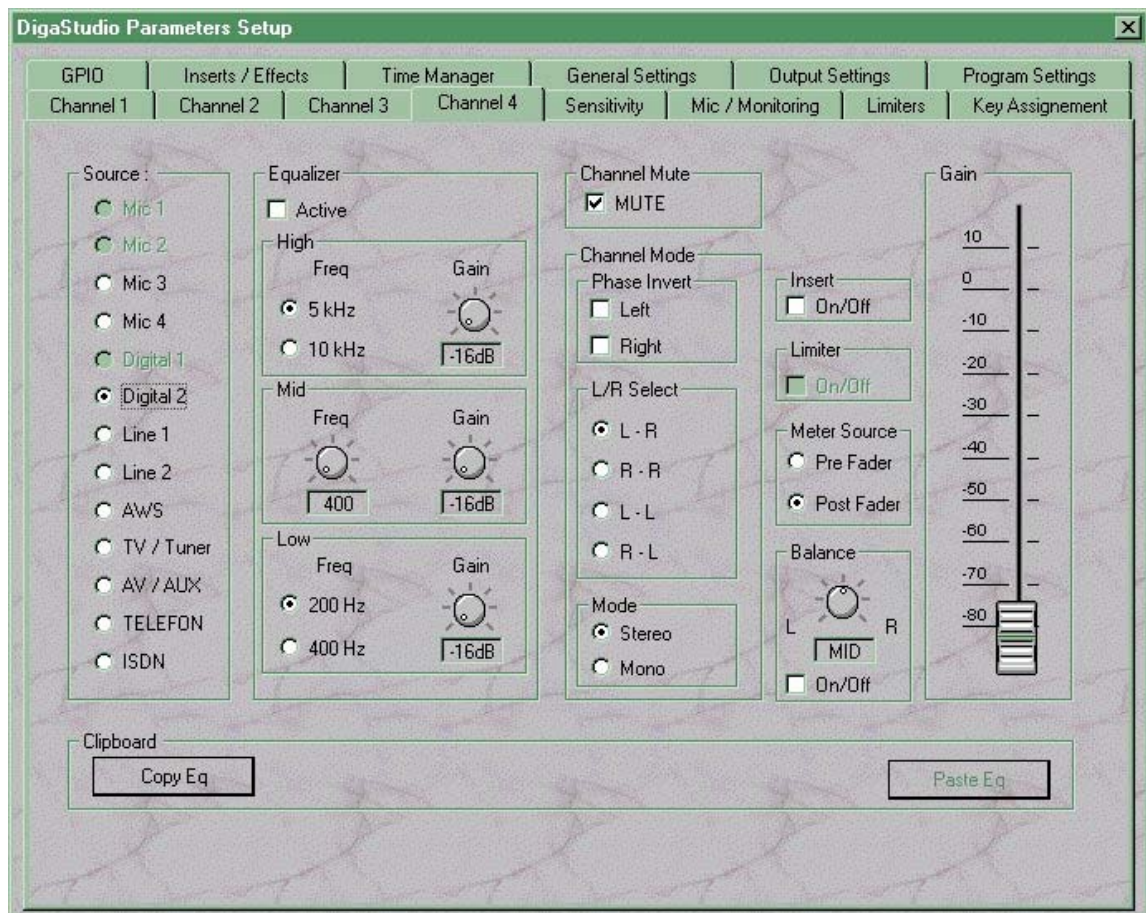 DigaStudio Parameters Setup
GPIO
Inserts / Effects
Time Manager
General Settings
Output Settings
Program Settings
Channel 1
Channel 2
Channel 3
Channel 4
Sensitivity
Mic / Monitoring
Limiters
Key Assignement
Source :
Mic 1
Mic 2
Mic 3
Mic 4
Digital 1
Digital 2
Line 1
Line 2
AWS
TV / Tuner
AV / AUX
TELEFON
ISDN
Equalizer
Active
High
Freq
Gain
5 kHz
10 kHz
-16dB
Mid
Freq
Gain
400
-16dB
Low
Freq
Gain
200 Hz
400 Hz
-16dB
Channel Mute
MUTE
Channel Mode
Phase Invert
Left
Right
L/R Select
L - R
R - R
L - L
R - L
Mode
Stereo
Mono
Insert
On/Off
Limiter
On/Off
Meter Source
Pre Fader
Post Fader
Balance
L
R
MID
On/Off
Gain
10
0
-10
-20
-30
-40
-50
-60
-70
-80
Clipboard
Copy Eq
Paste Eq